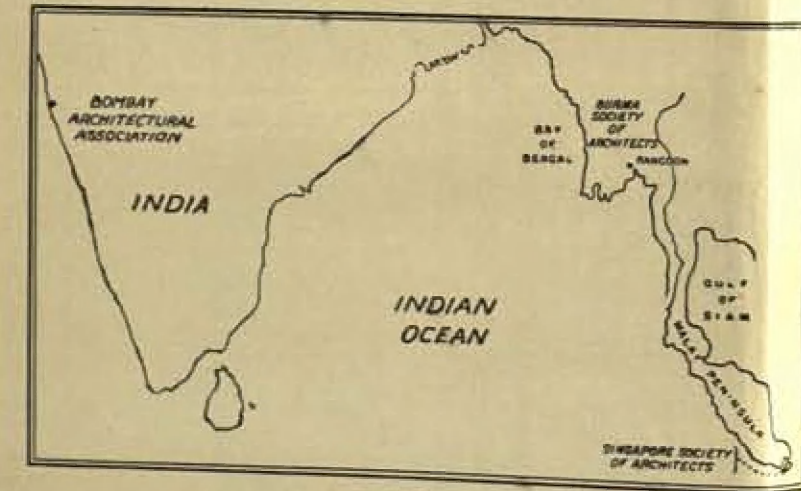 BOMBAY
ARCHITECTURAL
ASSOCIATION
INDIA
BAY
OF
BENGAL
BURMA
SOCIETY
OF
ARCHITECTS
RANGOON
INDIAN
OCEAN
GULF
OF
SIAM
MALAY PENINSULA
SINGAPORE SOCIETY
OF ARCHITECTS